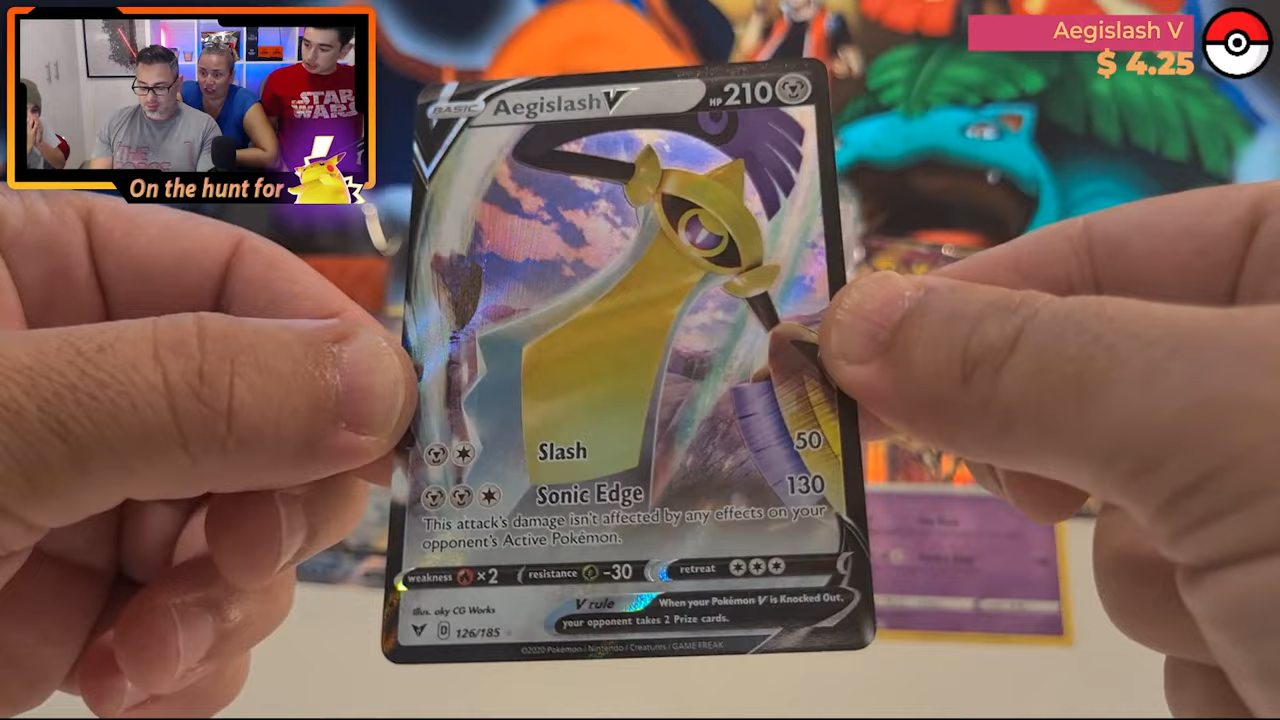 STAR
WARS
On the hunt for
Aegislash V
$ 4.25
BASIC
Aegislash V
HP 210
Slash 50
Sonic Edge 130
This attack's damage isn't affected by any effects on your
opponent's Active Pokémon.
weakness ×2 resistance -30 retreat
Illus. oky CG Works
D 126/185
V rule When your Pokémon V is Knocked Out,
your opponent takes 2 Prize cards.
©2020 Pokémon / Nintendo / Creatures / GAME FREAK